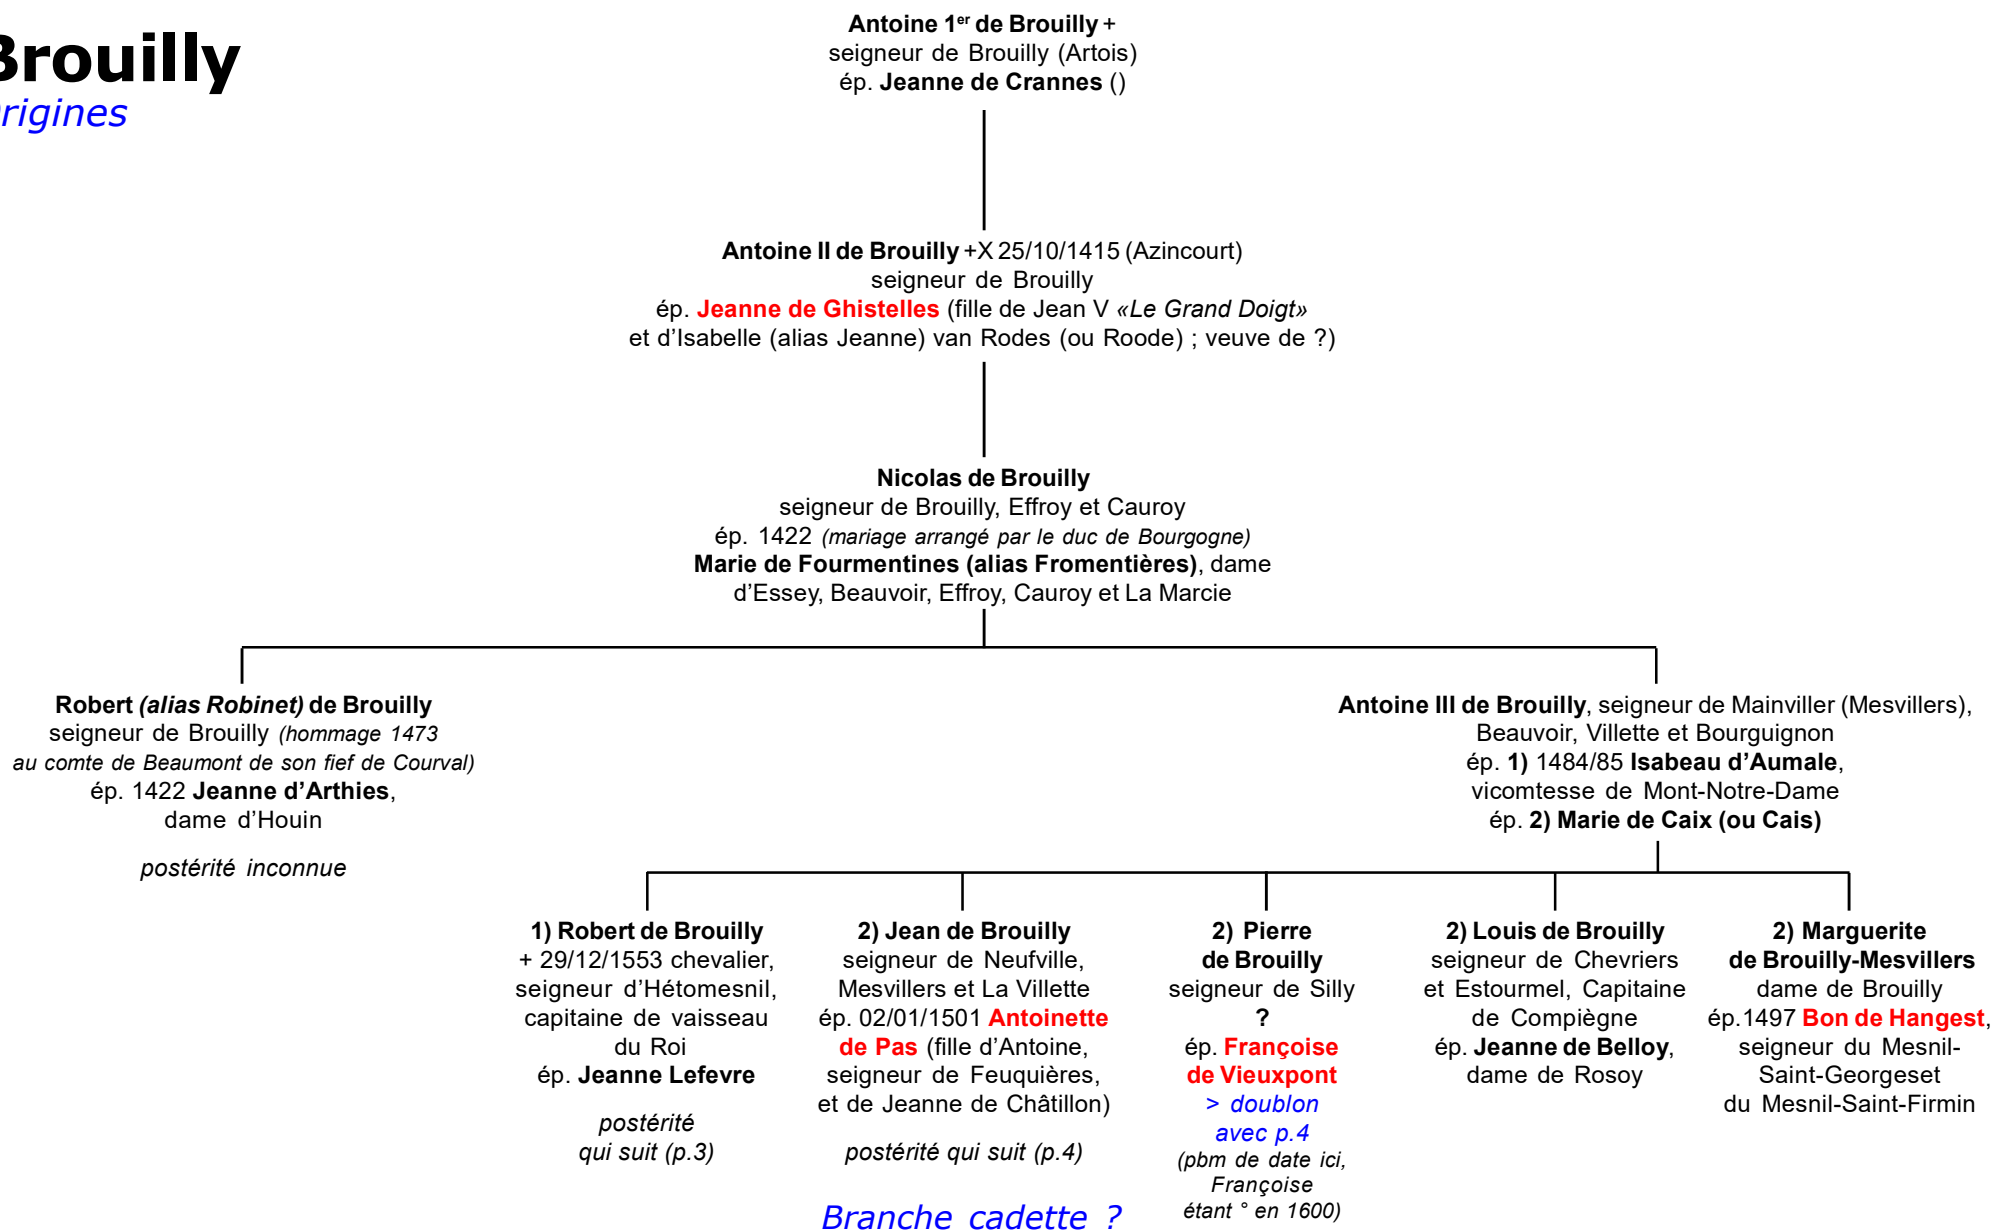 Brouilly
Origines
Antoine 1er de Brouilly +
seigneur de Brouilly (Artois)
ép. Jeanne de Crannes ()
Antoine II de Brouilly +X 25/10/1415 (Azincourt)
seigneur de Brouilly
ép. Jeanne de Ghistelles (fille de Jean V «Le Grand Doigt»
et d'Isabelle (alias Jeanne) van Rodes (ou Roode) ; veuve de ?)
Nicolas de Brouilly
seigneur de Brouilly, Effroy et Cauroy
ép. 1422 (mariage arrangé par le duc de Bourgogne)
Marie de Fourmentines (alias Fromentières), dame
d'Essey, Beauvoir, Effroy, Cauroy et La Marcie
Robert (alias Robinet) de Brouilly
seigneur de Brouilly (hommage 1473
au comte de Beaumont de son fief de Courval)
ép. 1422 Jeanne d'Arthies,
dame d'Houin
postérité inconnue
Antoine III de Brouilly, seigneur de Mainviller (Mesvillers),
Beauvoir, Villette et Bourguignon
ép. 1) 1484/85 Isabeau d'Aumale,
vicomtesse de Mont-Notre-Dame
ép. 2) Marie de Caix (ou Cais)
1) Robert de Brouilly
+ 29/12/1553 chevalier,
seigneur d'Hétomesnil,
capitaine de vaisseau
du Roi
ép. Jeanne Lefevre
postérité
qui suit (p.3)
2) Jean de Brouilly
seigneur de Neufville,
Mesvillers et La Villette
ép. 02/01/1501 Antoinette
de Pas (fille d'Antoine,
seigneur de Feuquières,
et de Jeanne de Châtillon)
postérité qui suit (p.4)
Branche cadette ?
2) Pierre
de Brouilly
seigneur de Silly
?
ép. Françoise
de Vieuxpont
> doublon
avec p.4
(pbm de date ici,
Françoise
étant ° en 1600)
2) Louis de Brouilly
seigneur de Chevriers
et Estourmel, Capitaine
de Compiègne
ép. Jeanne de Belloy,
dame de Rosoy
2) Marguerite
de Brouilly-Mesvillers
dame de Brouilly
ép.1497 Bon de Hangest,
seigneur du Mesnil-
Saint-Georgeset
du Mesnil-Saint-Firmin